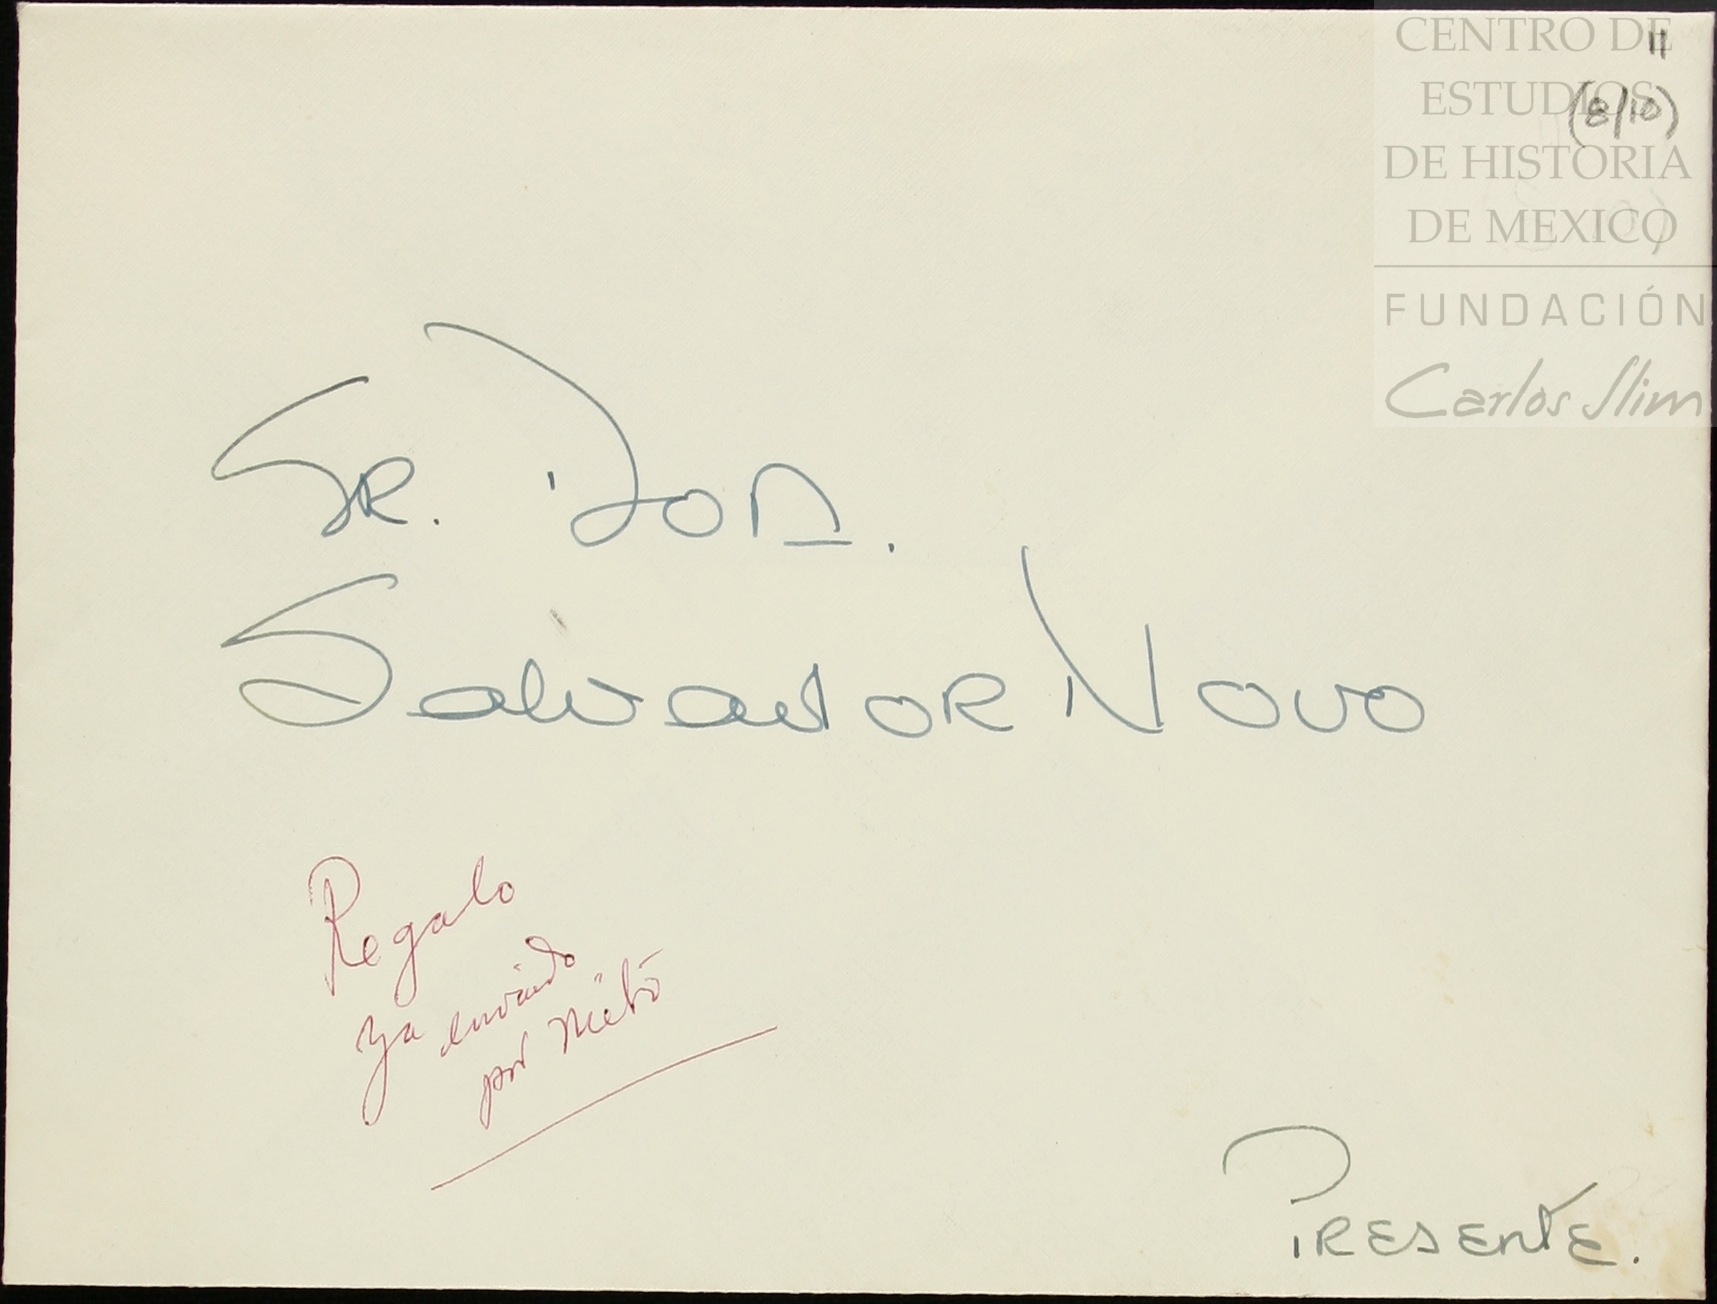 CENTRO DE
ESTUDIOS
DE HISTORIA
DE MEXICO
FUNDACIÓN
Carlos Slim
11
(8/10)
Sr. Don.
Salvador Novo
Regalo
ya enviado
por Nieto
Presente.